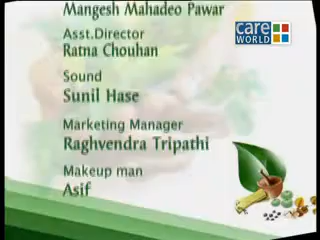 Mangesh Mahadeo Pawar
care
WORLD
Asst.Director
Ratna Chouhan
Sound
Sunil Hase
Marketing Manager
Raghvendra Tripathi
Makeup man
Asif